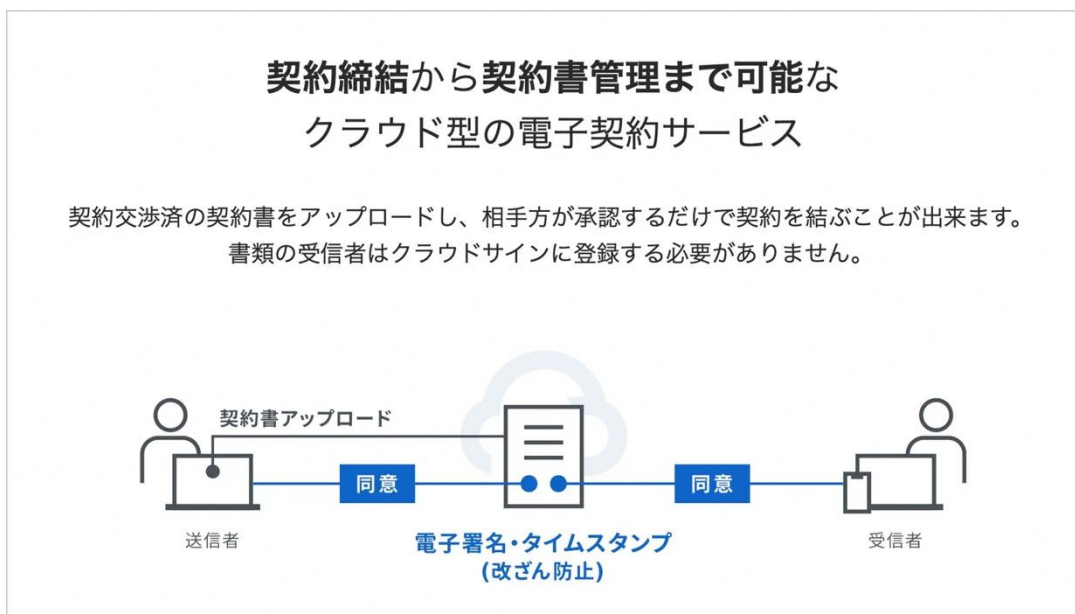 契約締結から契約書管理まで可能な
クラウド型の電子契約サービス
契約交渉済の契約書をアップロードし、相手方が承認するだけで契約を結ぶことが出来ます。
書類の受信者はクラウドサインに登録する必要がありません。
契約書アップロード
同意
同意
送信者
電子署名・タイムスタンプ
(改ざん防止)
受信者